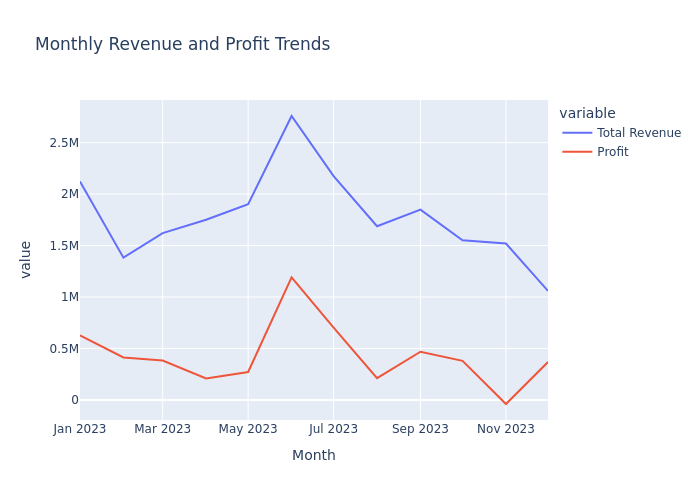 Monthly Revenue and Profit Trends
variable
Total Revenue
Profit
value
2.5M
2M
1.5M
1M
0.5M
0
Jan 2023 Mar 2023 May 2023 Jul 2023 Sep 2023 Nov 2023
Month